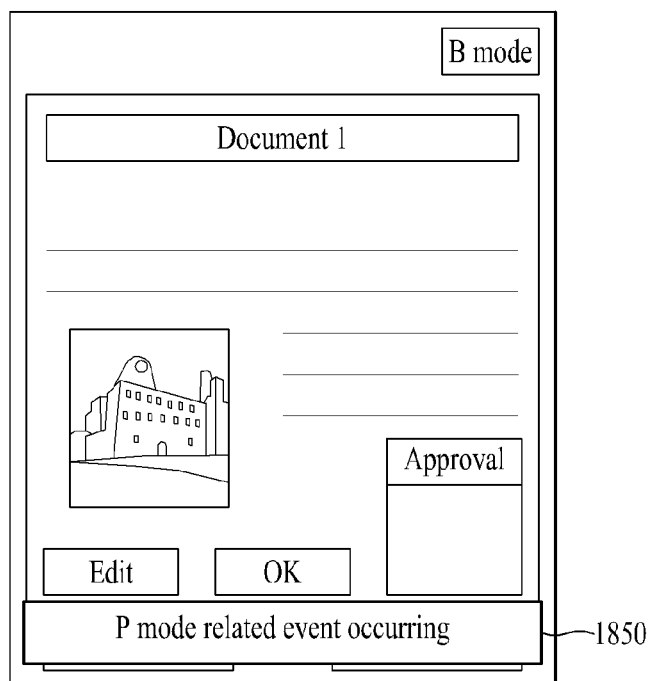 B mode
Document 1
Approval
Edit
OK
P mode related event occurring
1850